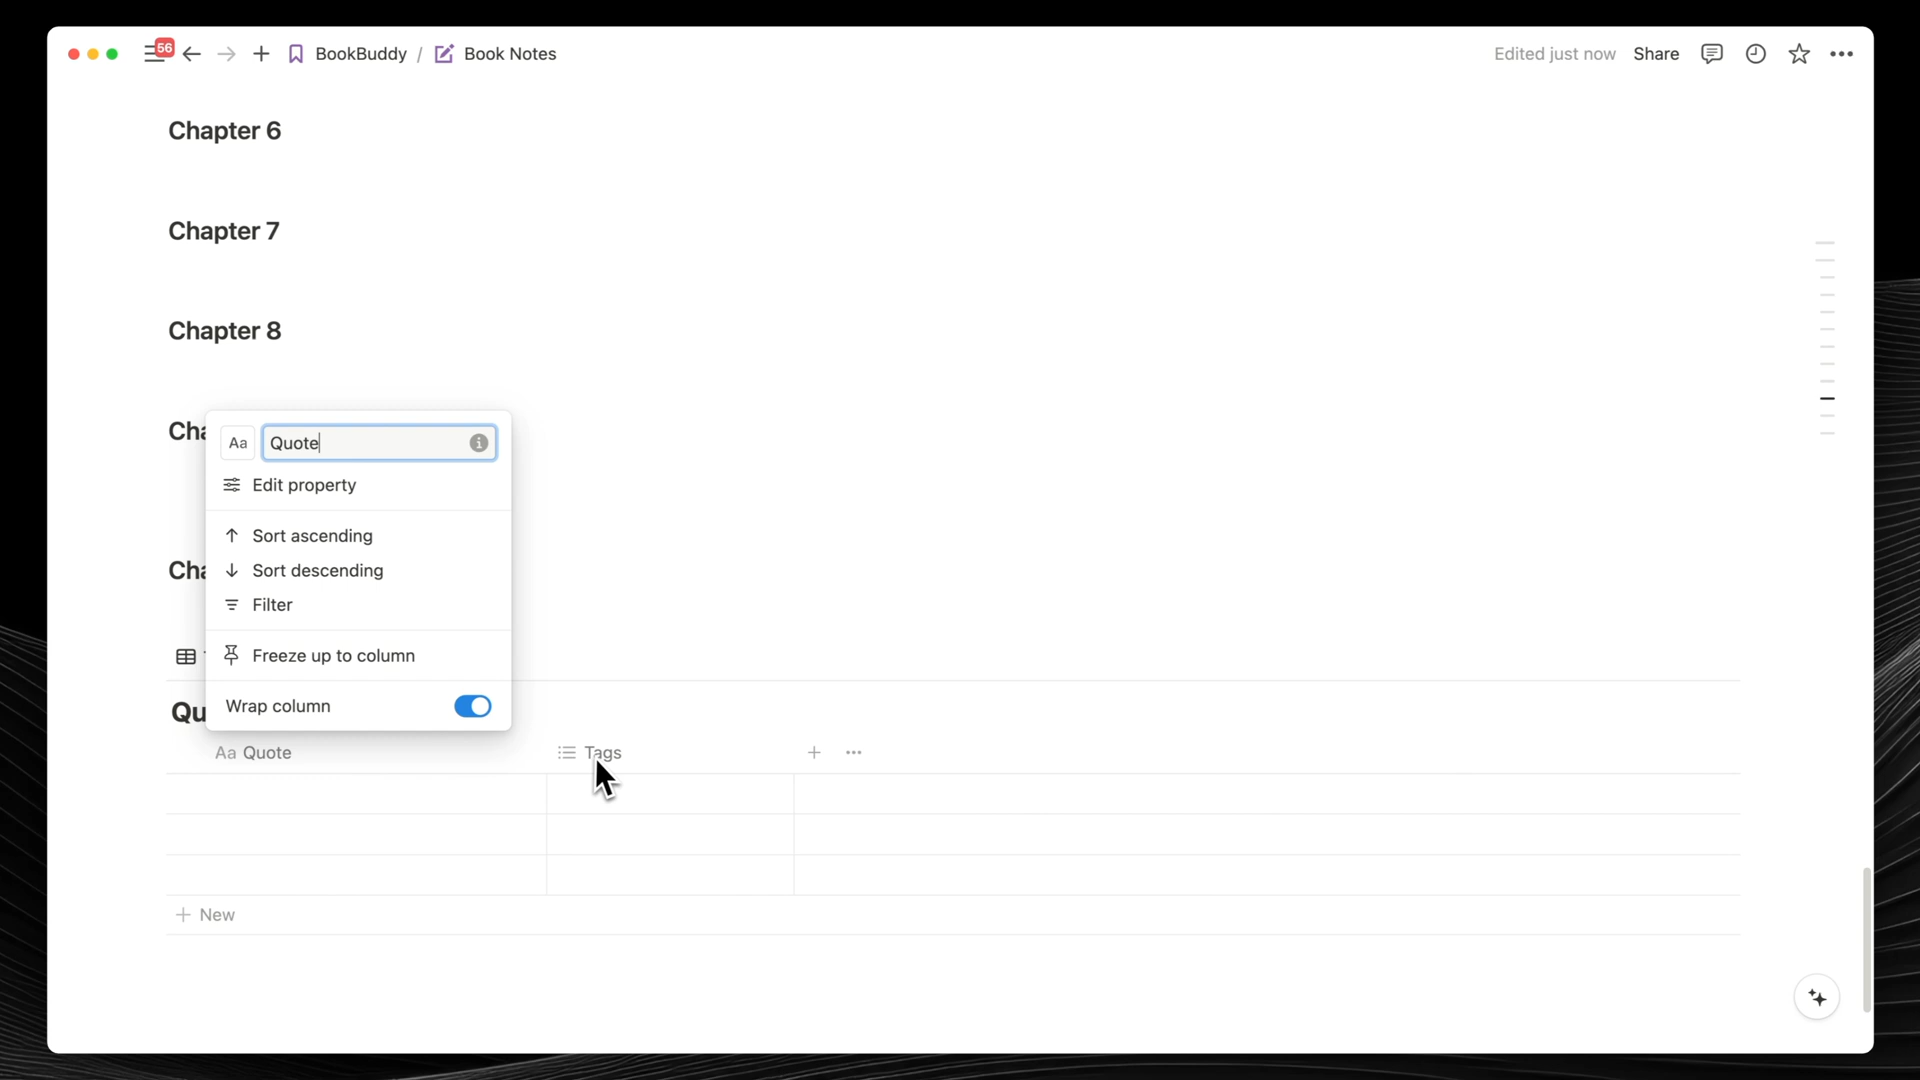 56
BookBuddy / Book Notes
Edited just now Share
Chapter 6
Chapter 7
Chapter 8
Cha
Aa Quote
Edit property
Sort ascending
Sort descending
Filter
Cha
Freeze up to column
Wrap column
Qu
Aa Quote
Tags
New